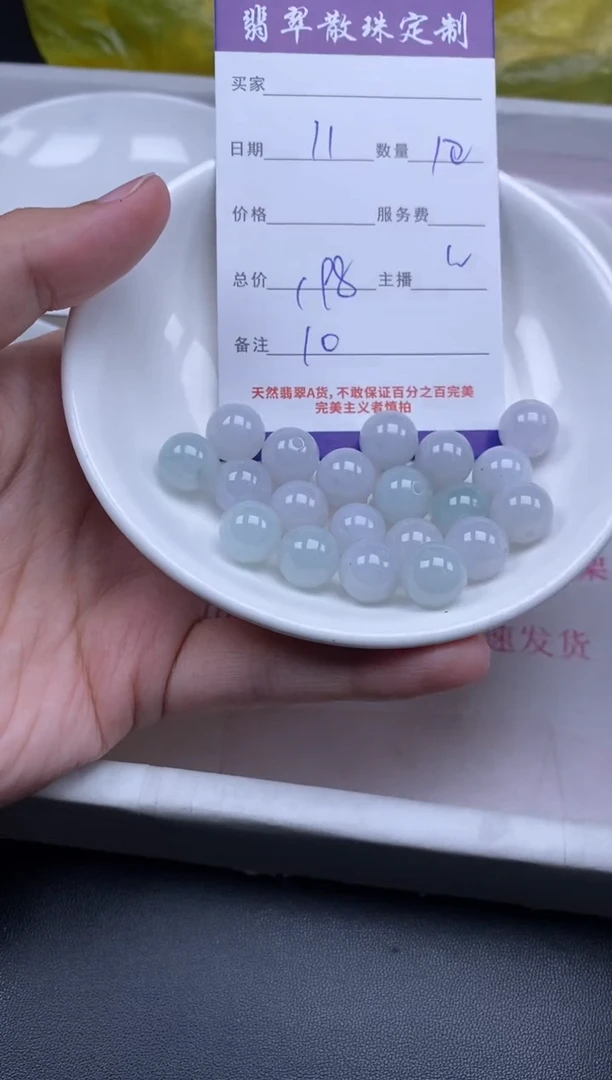 翡翠散珠定制
买家
日期 11 数量 10
价格 服务费
总价 198 主播 W
备注 10
天然翡翠A货，不敢保证百分之百完美
完美主义者慎拍
速发货